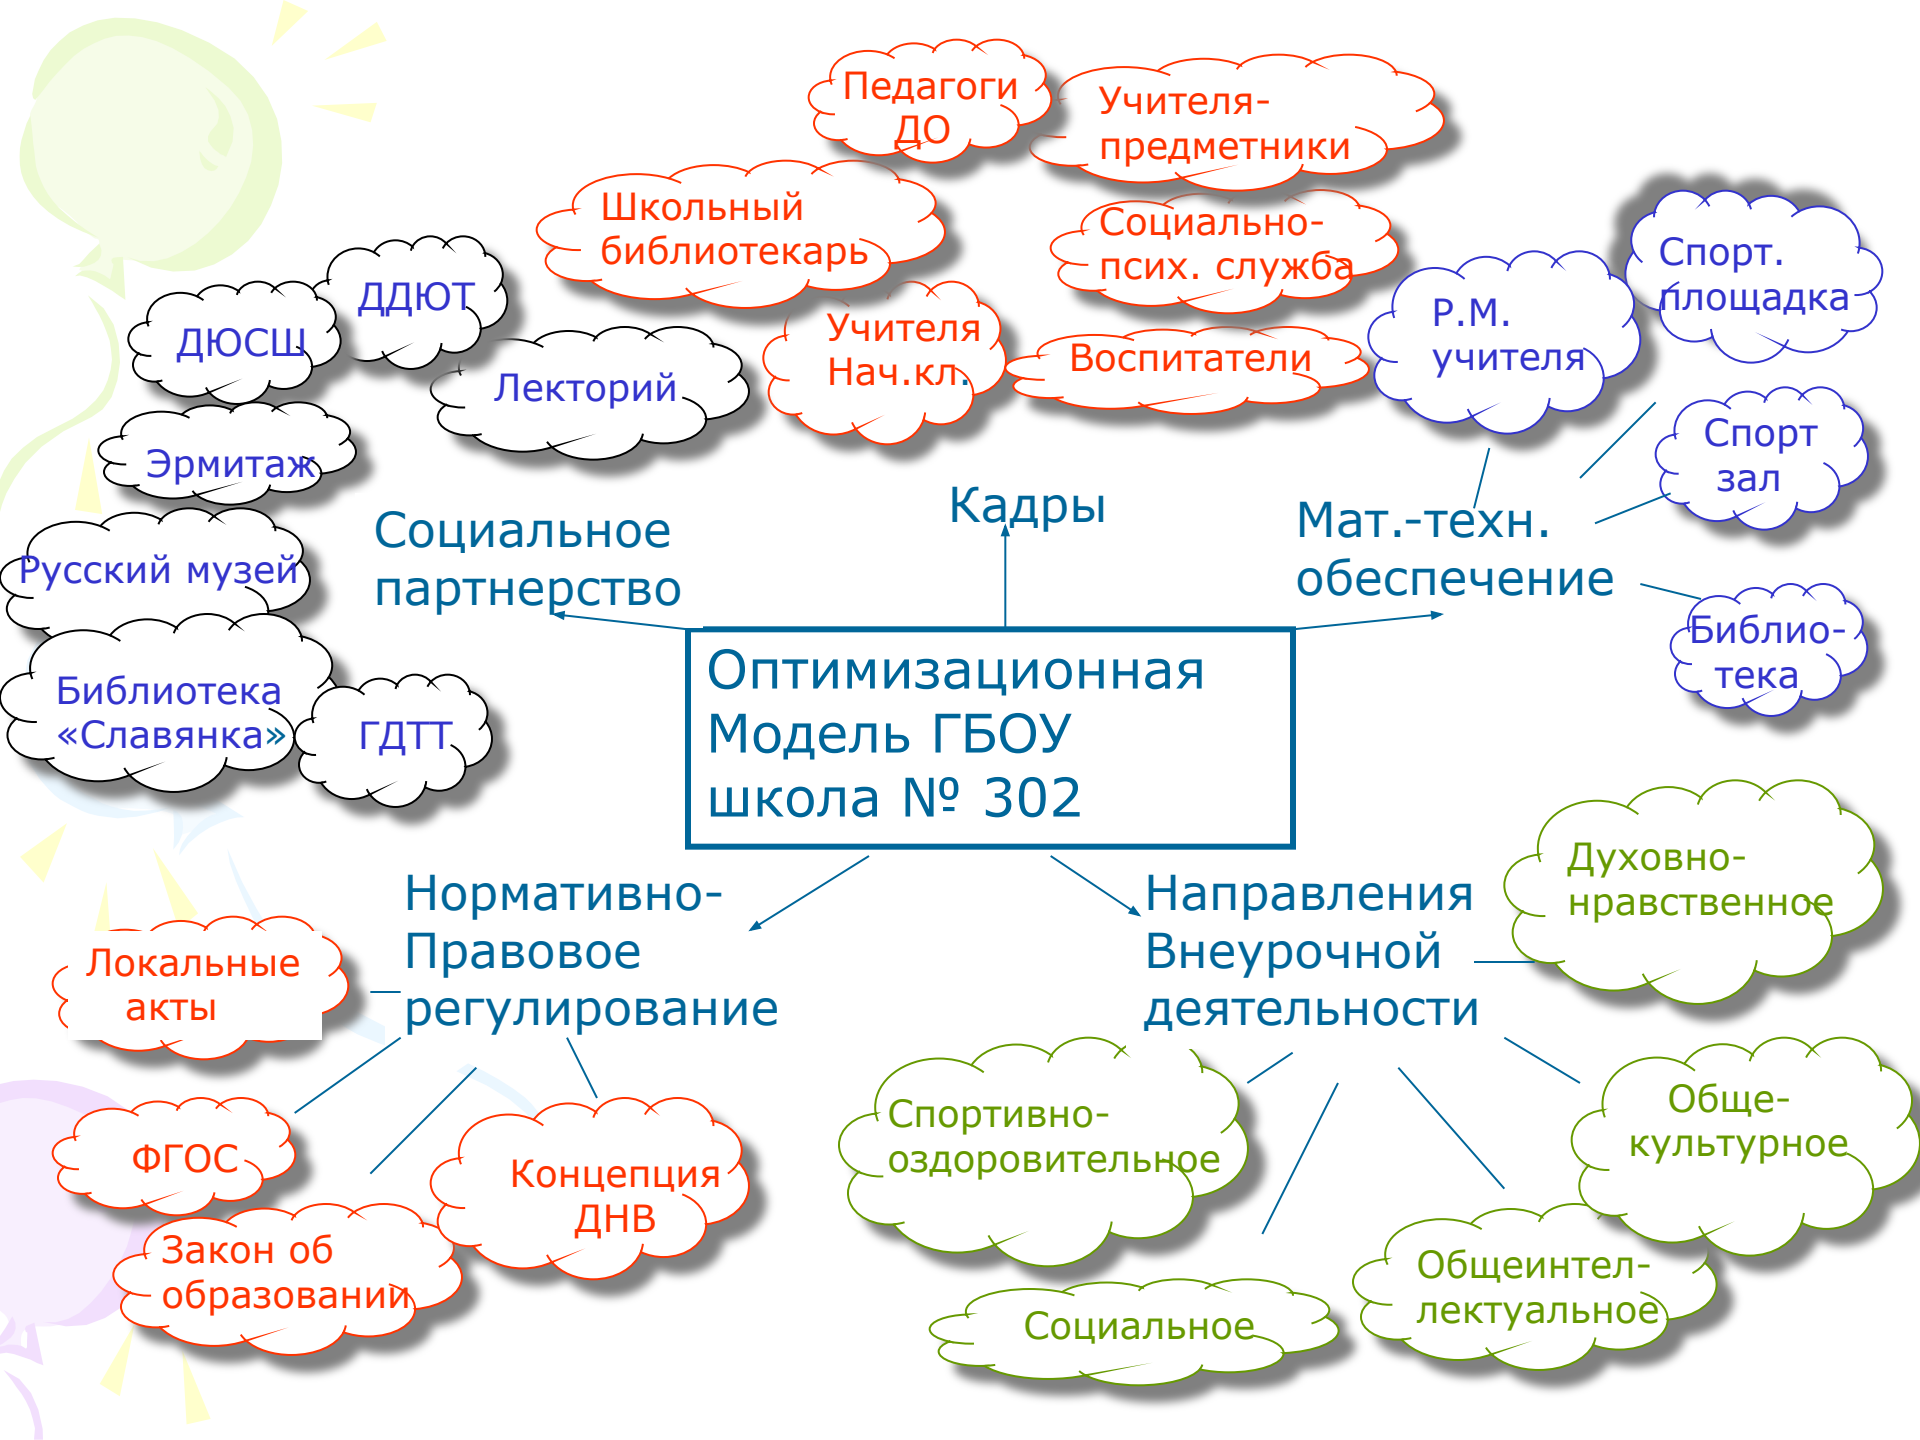 Педагоги
ДО
Учителя-
предметники
Школьный
библиотекарь
Социально-
псих. служба
Спорт.
площадка
ДДЮТ
ДЮСШ
Лекторий
Учителя
Нач.кл.
Воспитатели
Р.М.
учителя
Эрмитаж
Спорт
зал
Русский музей
Социальное
партнерство
Кадры
Мат.-техн.
обеспечение
Библио-
тека
Библиотека
«Славянка»
ГДТТ
Оптимизационная
Модель ГБОУ
школа № 302
Духовно-
нравственное
Нормативно-
Правовое
регулирование
Направления
Внеурочной
деятельности
Локальные
акты
ФГОС
Концепция
ДНВ
Закон об
образовании
Спортивно-
оздоровительное
Обще-
культурное
Социальное
Общеинтел-
лектуальное